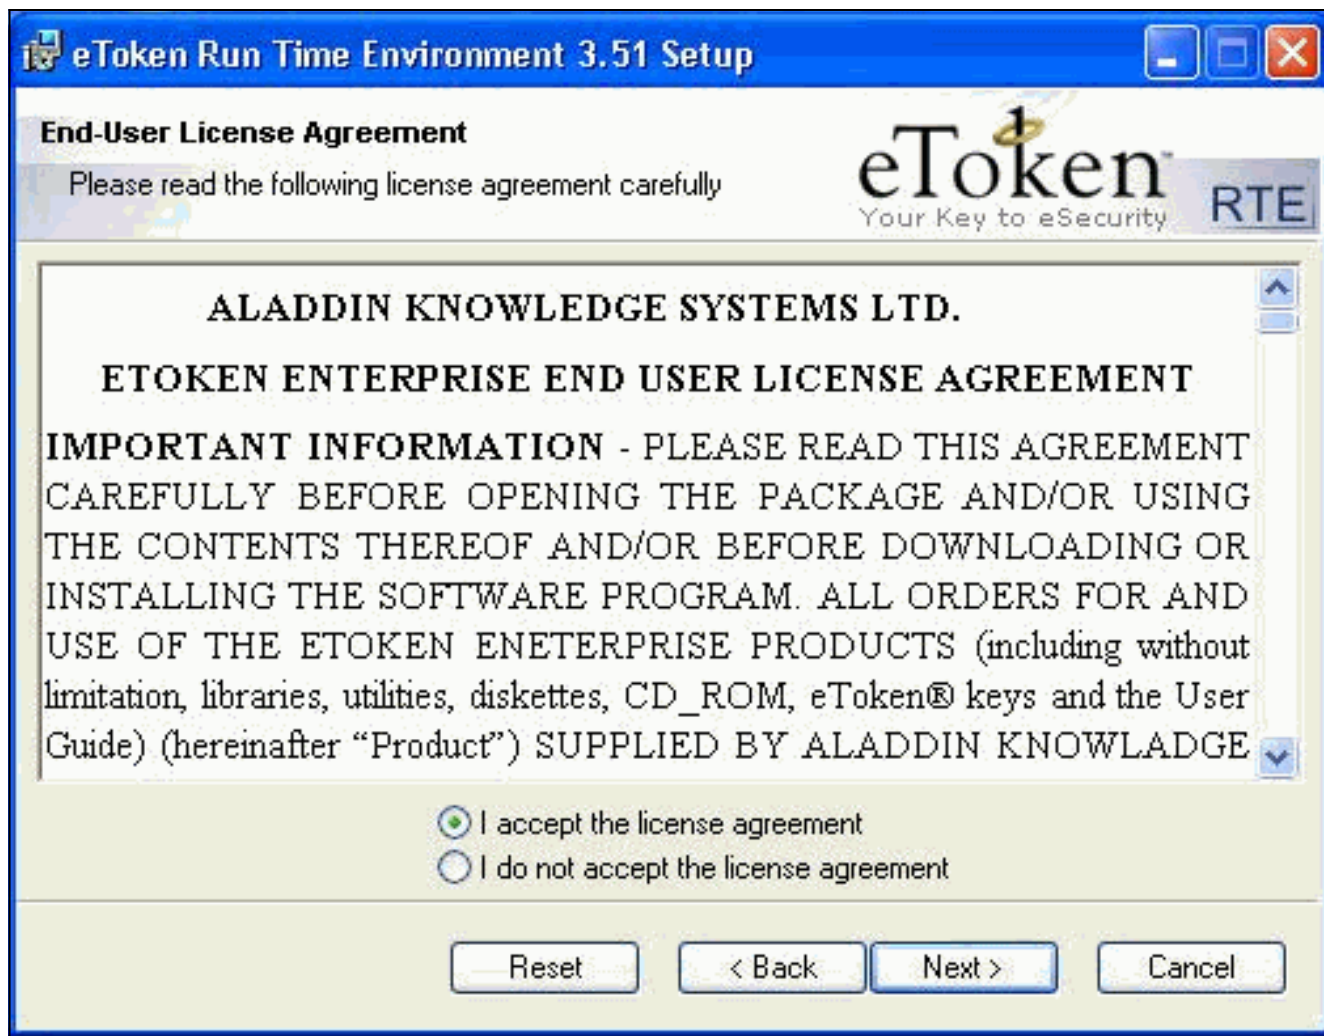 eToken Run Time Environment 3.51 Setup
End-User License Agreement
Please read the following license agreement carefully
eToken™
Your Key to eSecurity
RTE
ALADDIN KNOWLEDGE SYSTEMS LTD.
ETOKEN ENTERPRISE END USER LICENSE AGREEMENT
IMPORTANT INFORMATION - PLEASE READ THIS AGREEMENT
CAREFULLY BEFORE OPENING THE PACKAGE AND/OR USING
THE CONTENTS THEREOF AND/OR BEFORE DOWNLOADING OR
INSTALLING THE SOFTWARE PROGRAM. ALL ORDERS FOR AND
USE OF THE ETOKEN ENETERPRISE PRODUCTS (including without
limitation, libraries, utilities, diskettes, CD_ROM, eToken® keys and the User
Guide) (hereinafter “Product”) SUPPLIED BY ALADDIN KNOWLADGE
I accept the license agreement
I do not accept the license agreement
Reset
< Back
Next >
Cancel